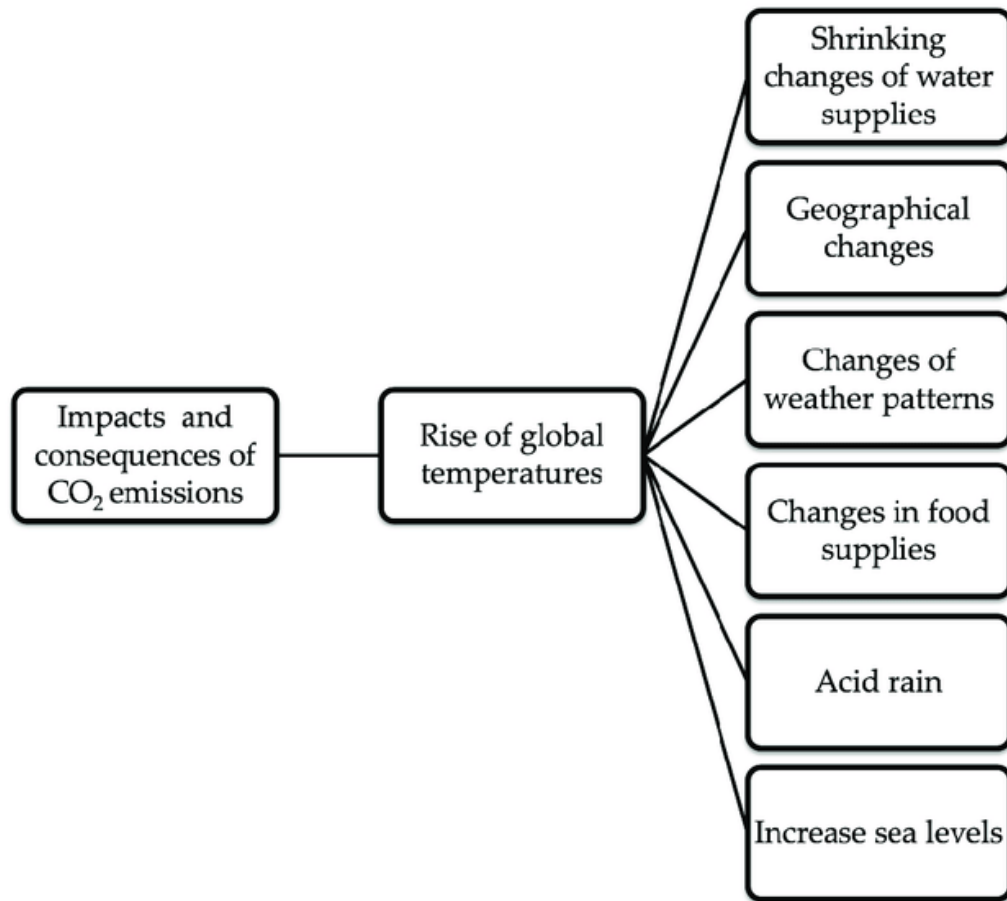 Shrinking
changes of water
supplies
Geographical
changes
Changes of
weather patterns
Impacts and
consequences of
CO₂ emissions
Rise of global
temperatures
Changes in food
supplies
Acid rain
Increase sea levels